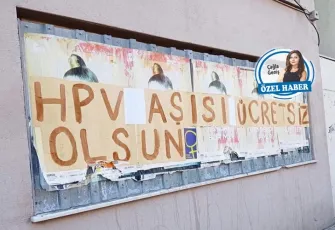 Çağla Geniş
ÖZEL HABER
HPV AŞISI ÜCRETSİZ
OLSUN